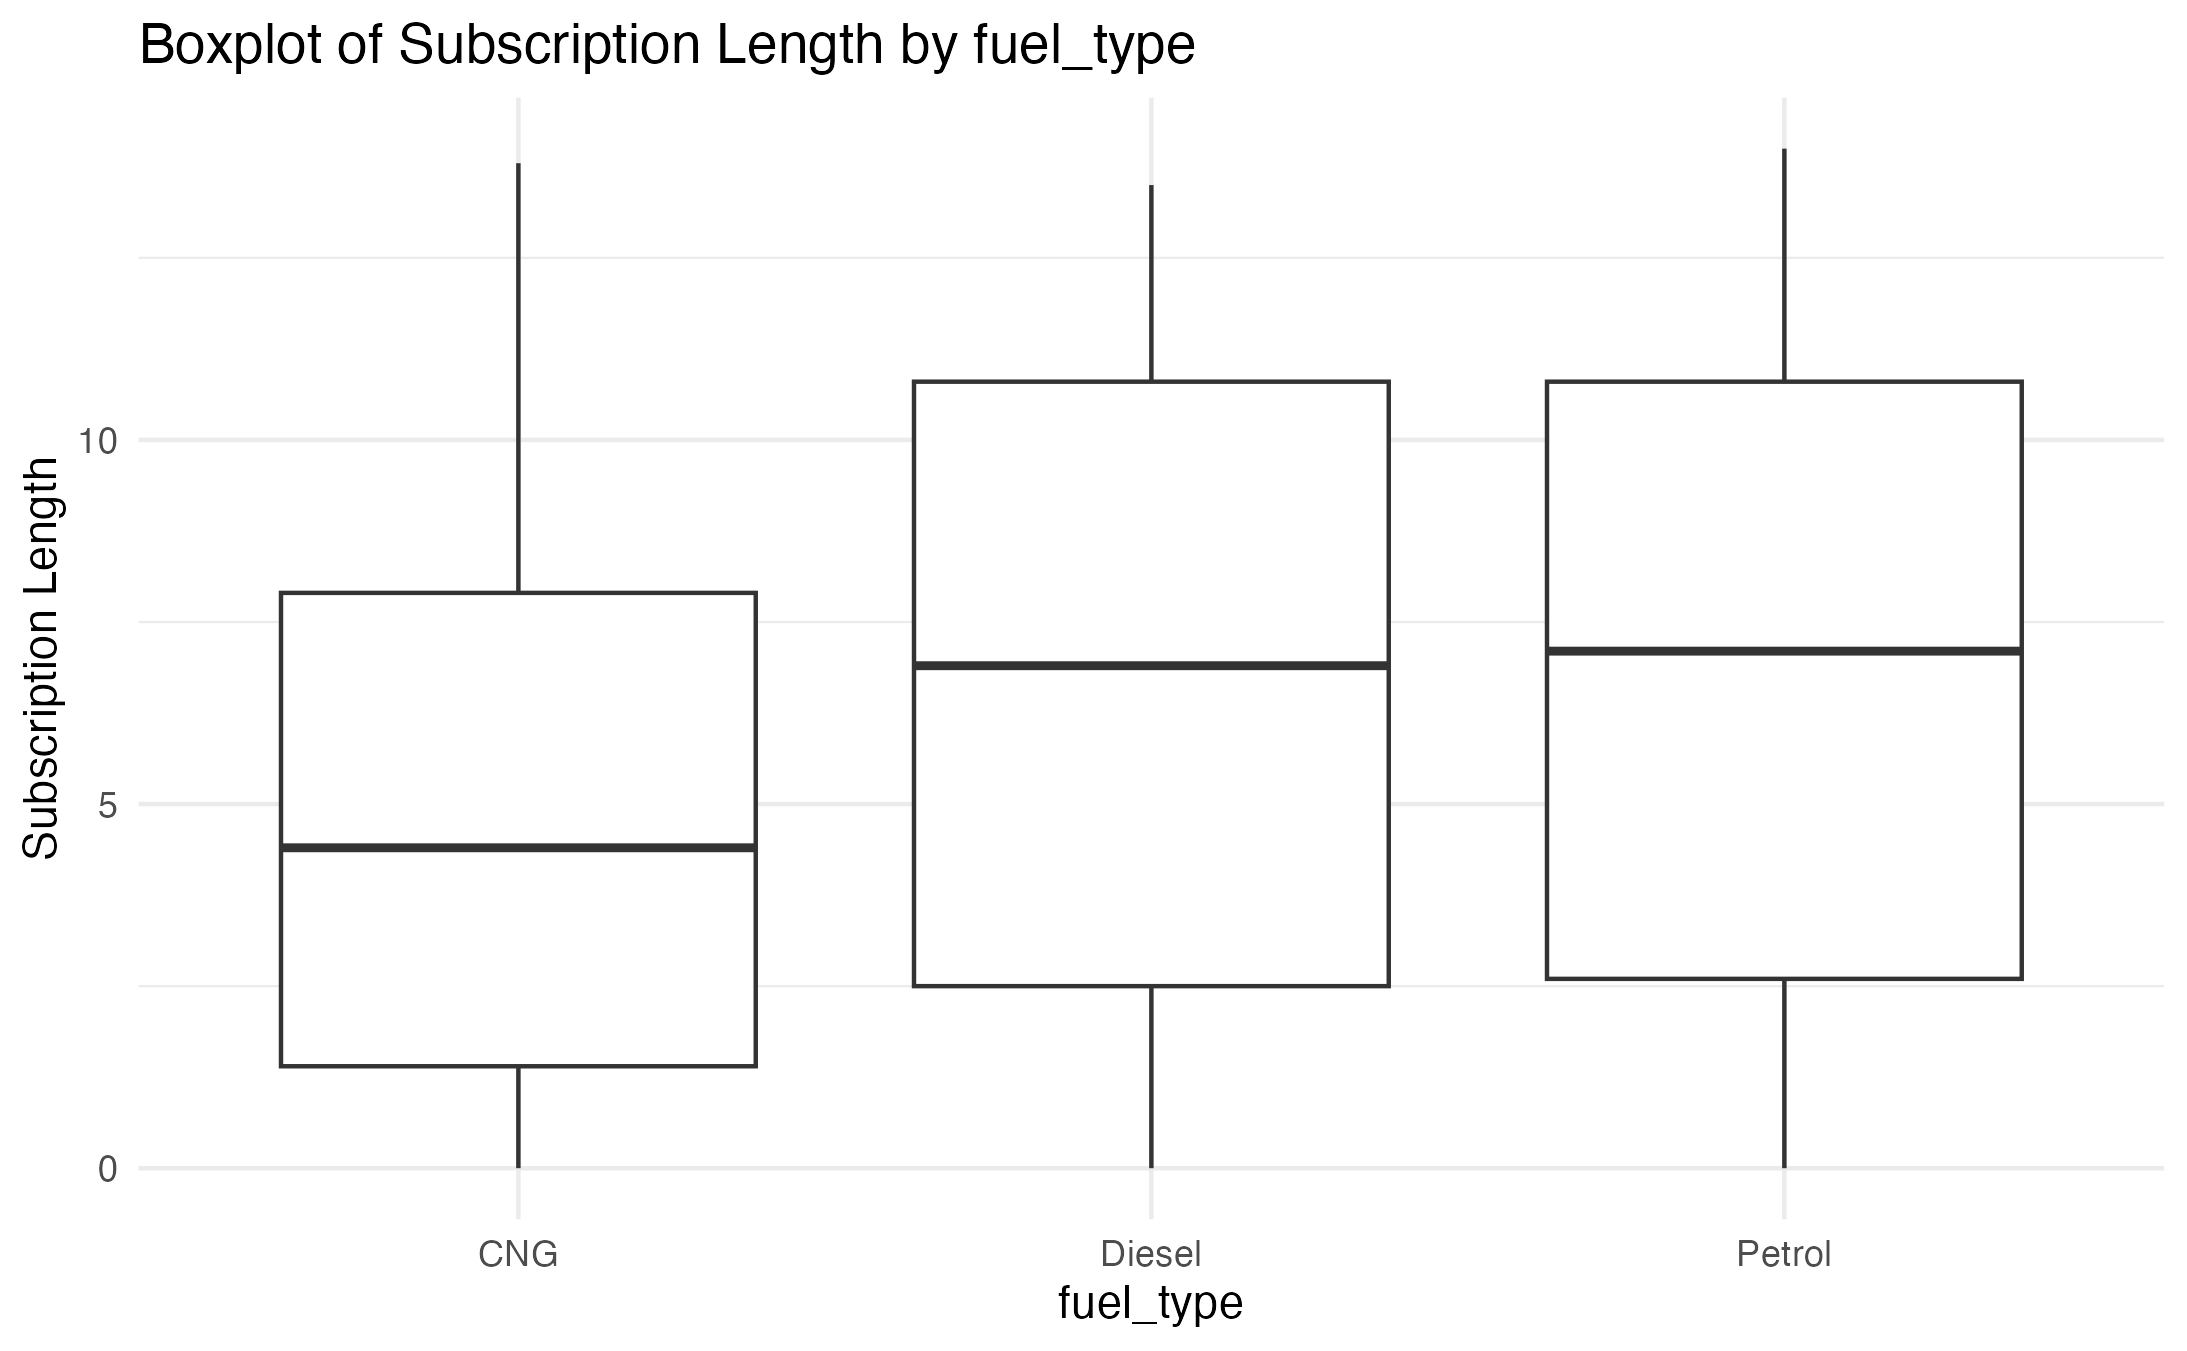 Boxplot of Subscription Length by fuel_type
Subscription Length
10
5
0
CNG
Diesel
Petrol
fuel_type